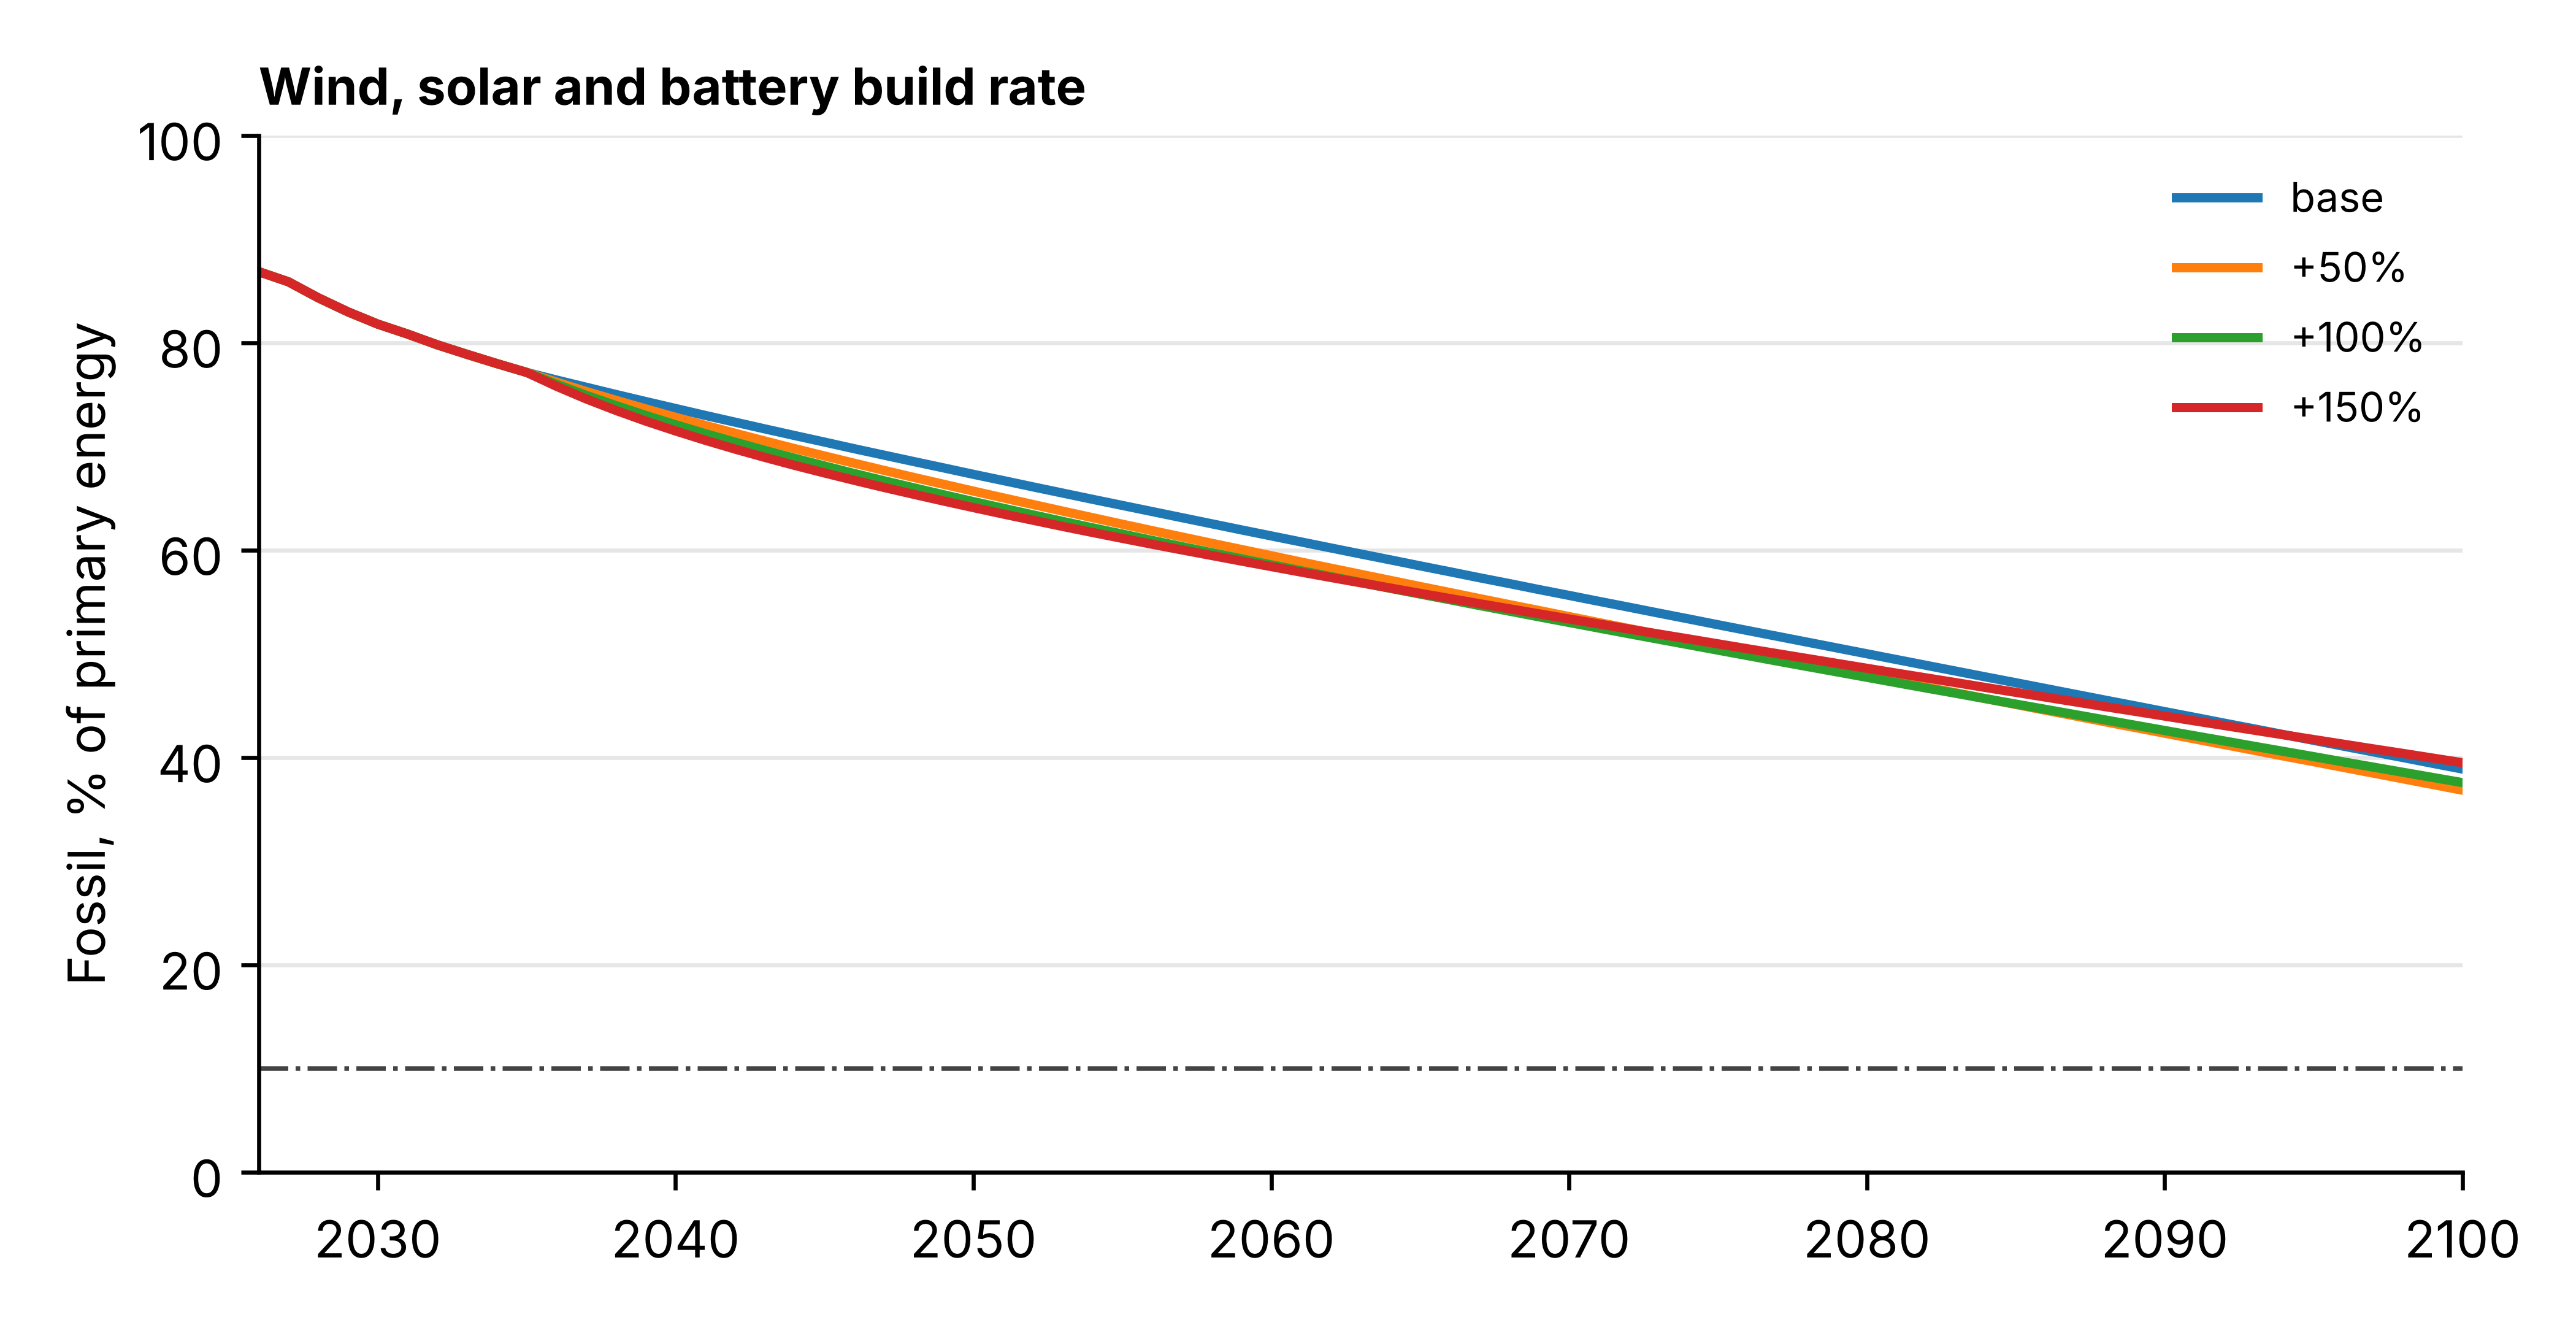 Wind, solar and battery build rate
Fossil, % of primary energy
100
80
60
40
20
0
base
+50%
+100%
+150%
2030 2040 2050 2060 2070 2080 2090 2100